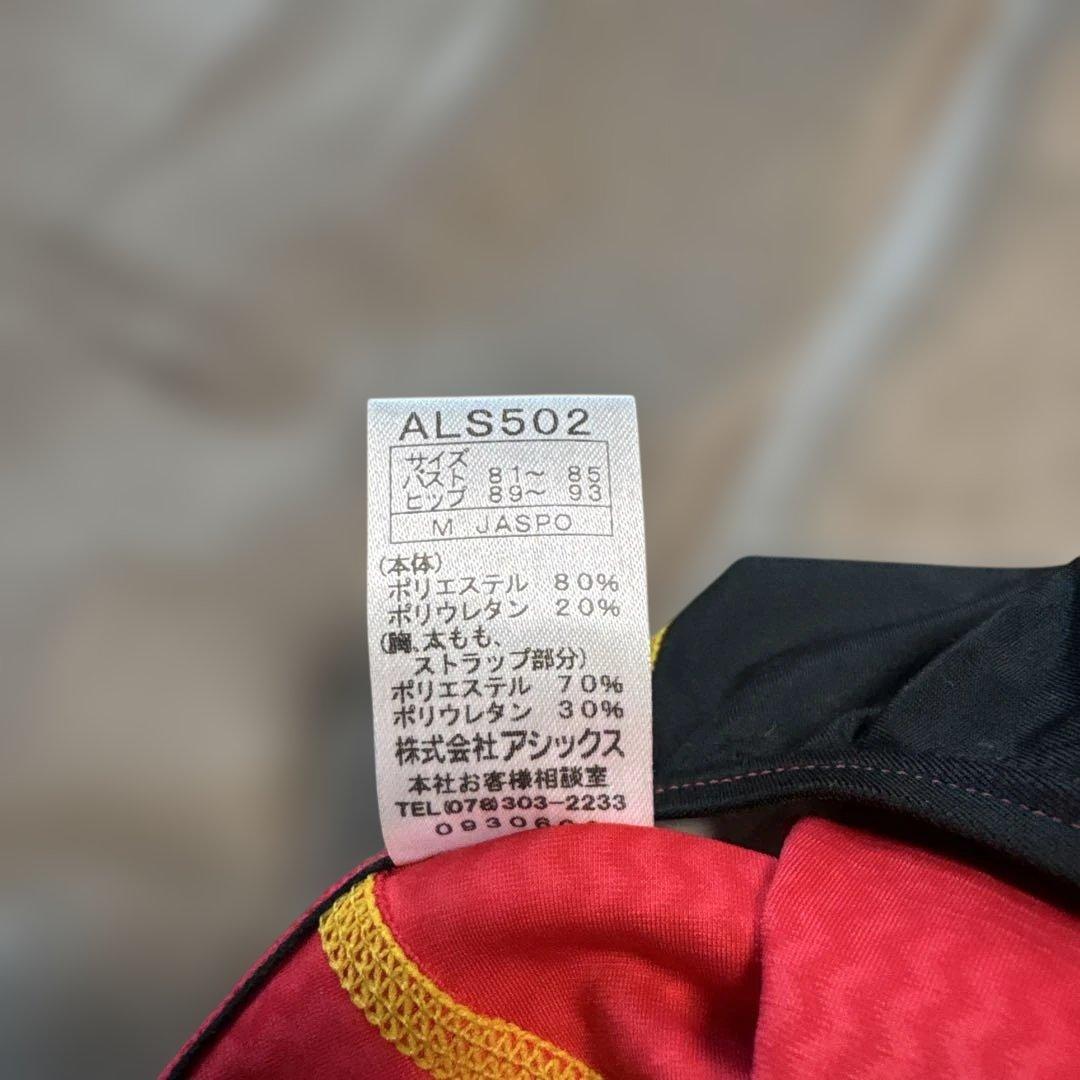 ALS502
サイズ
バスト 81～ 85
ヒップ 89～ 93
M JASPO
(本体)
ポリエステル 80%
ポリウレタン 20%
(胸、太もも、
ストラップ部分)
ポリエステル 70%
ポリウレタン 30%
株式会社アシックス
本社お客様相談室
TEL(078)303-2233